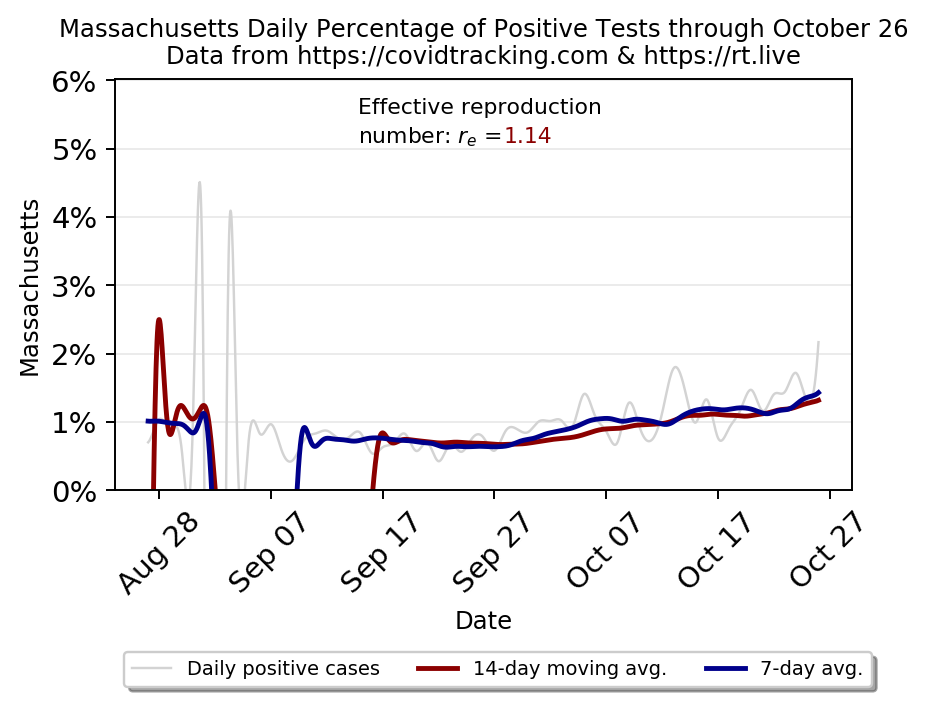 Massachusetts Daily Percentage of Positive Tests through October 26
Data from https://covidtracking.com & https://rt.live
Effective reproduction
number: rₑ =1.14
Massachusetts
6%
5%
4%
3%
2%
1%
0%
Aug 28
Sep 07
Sep 17
Sep 27
Oct 07
Oct 17
Oct 27
Date
Daily positive cases
14-day moving avg.
7-day avg.